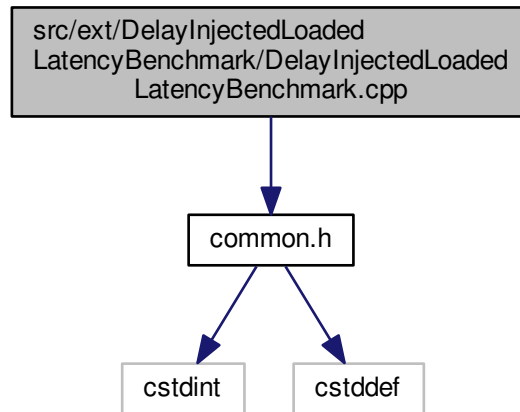 src/ext/DelayInjectedLoaded
LatencyBenchmark/DelayInjectedLoaded
LatencyBenchmark.cpp
common.h
cstdint
cstddef